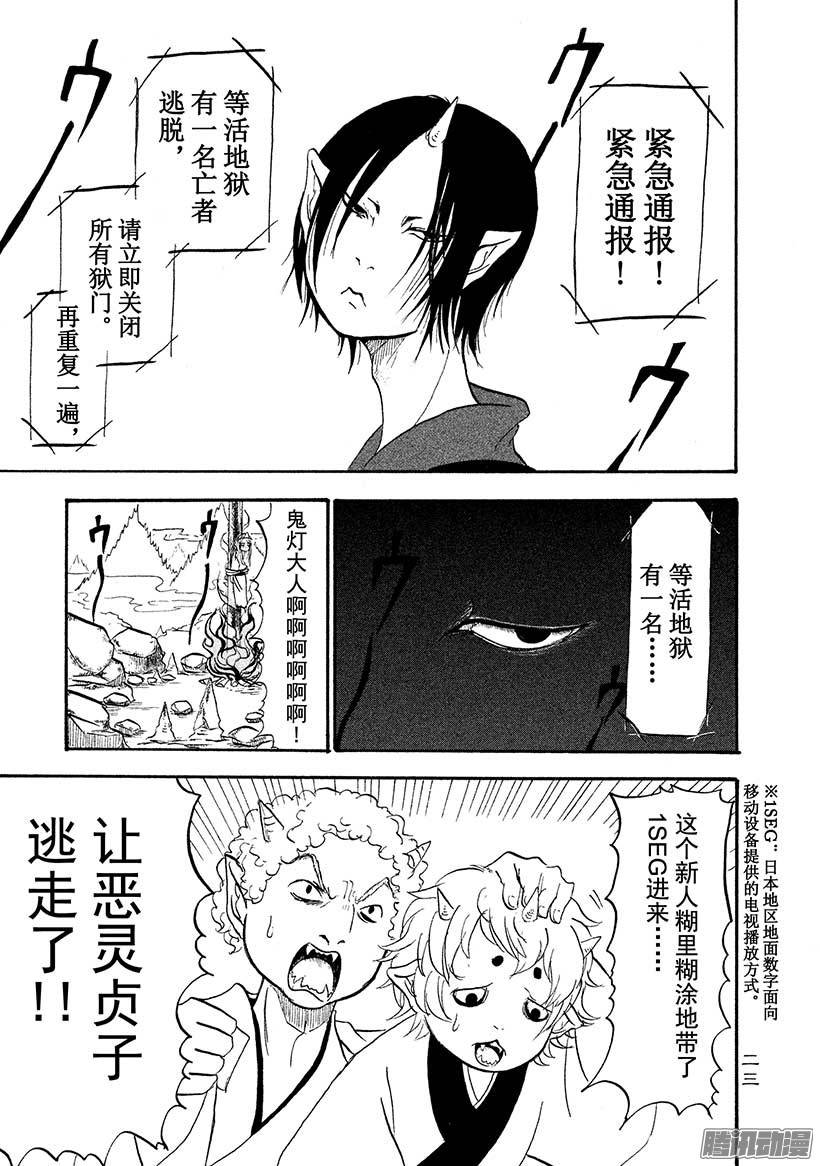 紧急通报！
紧急通报！
ウ
ウ
ウ
等活地狱
有一名亡者
逃脱，
请立即关闭
所有狱门。
再重复一遍，
等活地狱
有一名……
ウ
ウ
鬼灯大人啊啊啊啊啊啊！
ウ
ウ
这个新人糊里糊涂地带了
1SEG进来……
让恶灵贞子
逃走了！！
※1SEG”日本地区地面数字面向
移动设备提供的电视播放方式。
二三
腾讯动漫